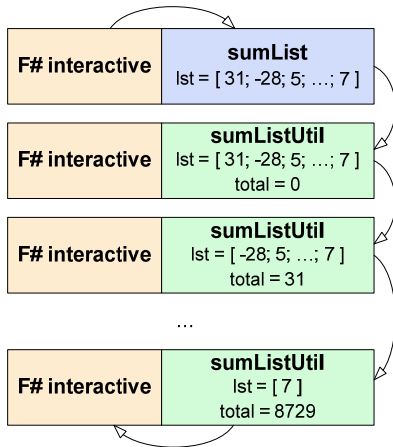 F# interactive
sumList
lst = [ 31; -28; 5; …; 7 ]
F# interactive
sumListUtil
lst = [ 31; -28; 5; …; 7 ]
total = 0
F# interactive
sumListUtil
lst = [ -28; 5; …; 7 ]
total = 31
…
F# interactive
sumListUtil
lst = [ 7 ]
total = 8729